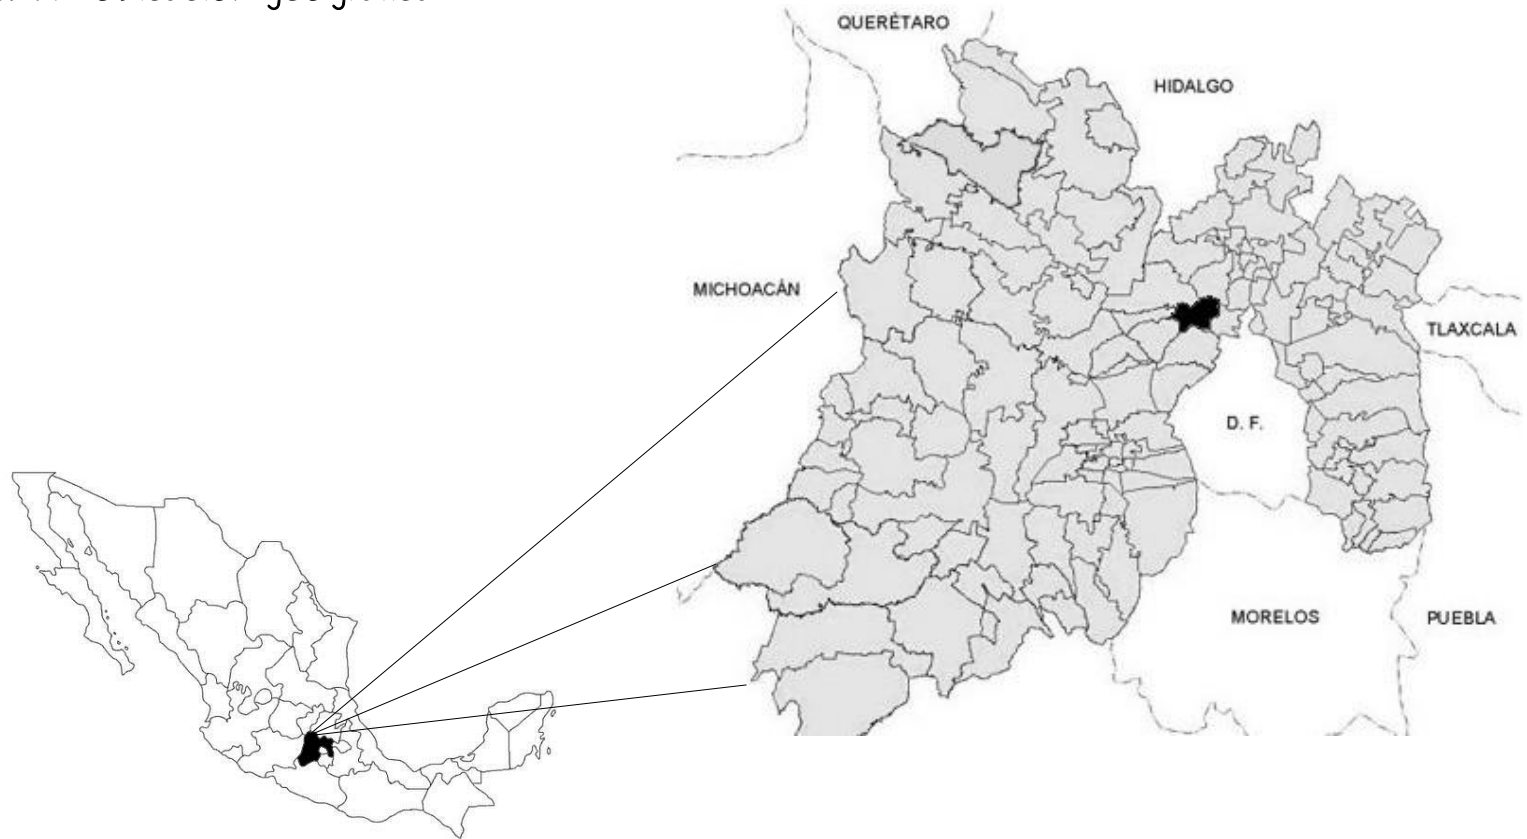 QUERÉTARO
HIDALGO
MICHOACÁN
TLAXCALA
D. F.
MORELOS
PUEBLA